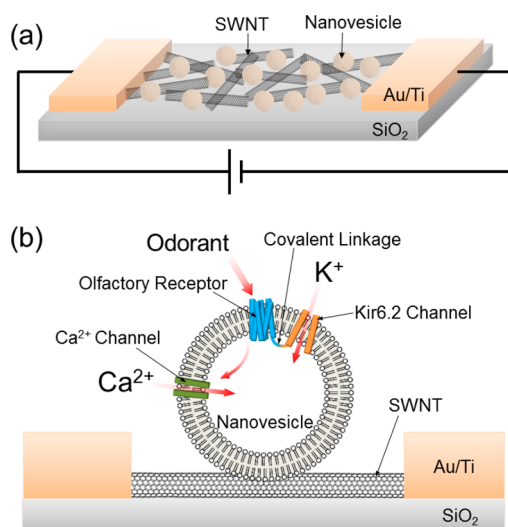 (a)
SWNT
Nanovesicle
Au/Ti
SiO₂
(b)
Odorant
Covalent Linkage
K⁺
Olfactory Receptor
Kir6.2 Channel
Ca²⁺ Channel
Ca²⁺
Nanovesicle
SWNT
Au/Ti
SiO₂